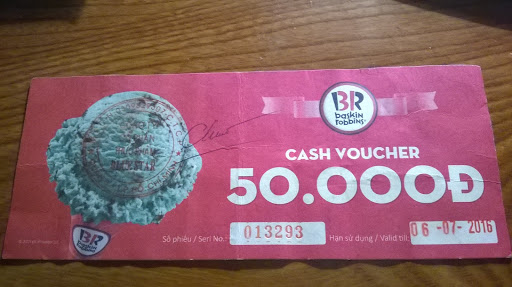 BR
baskin
robbins
CASH VOUCHER
50.000Đ
Số phiếu / Seri No.: 013293
Hạn sử dụng / Valid till: 06 -07- 2016
BR